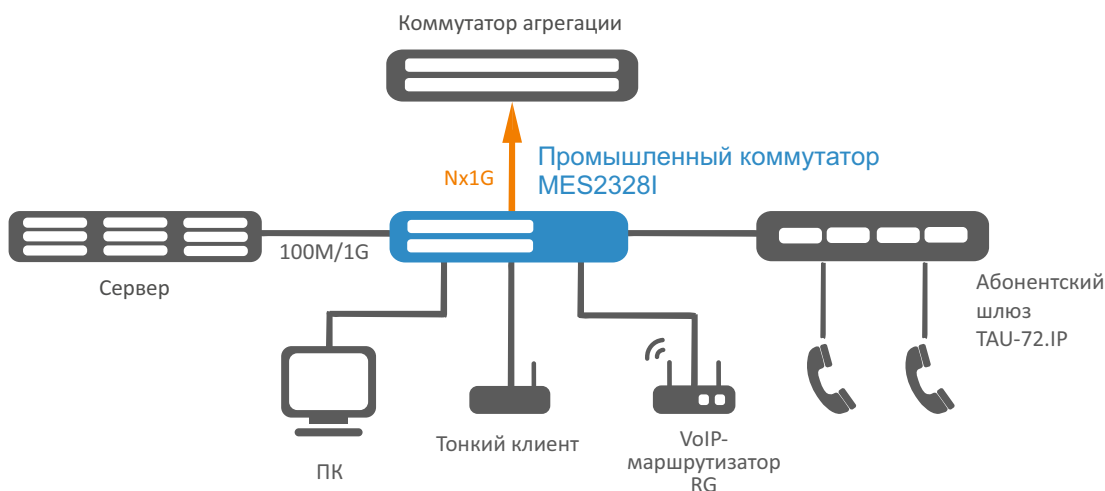 Коммутатор агрегации
Nx1G
Промышленный коммутатор
MES2328I
100M/1G
Сервер
Абонентский
шлюз
TAU-72.IP
ПК
Тонкий клиент
VoIP-
маршрутизатор
RG